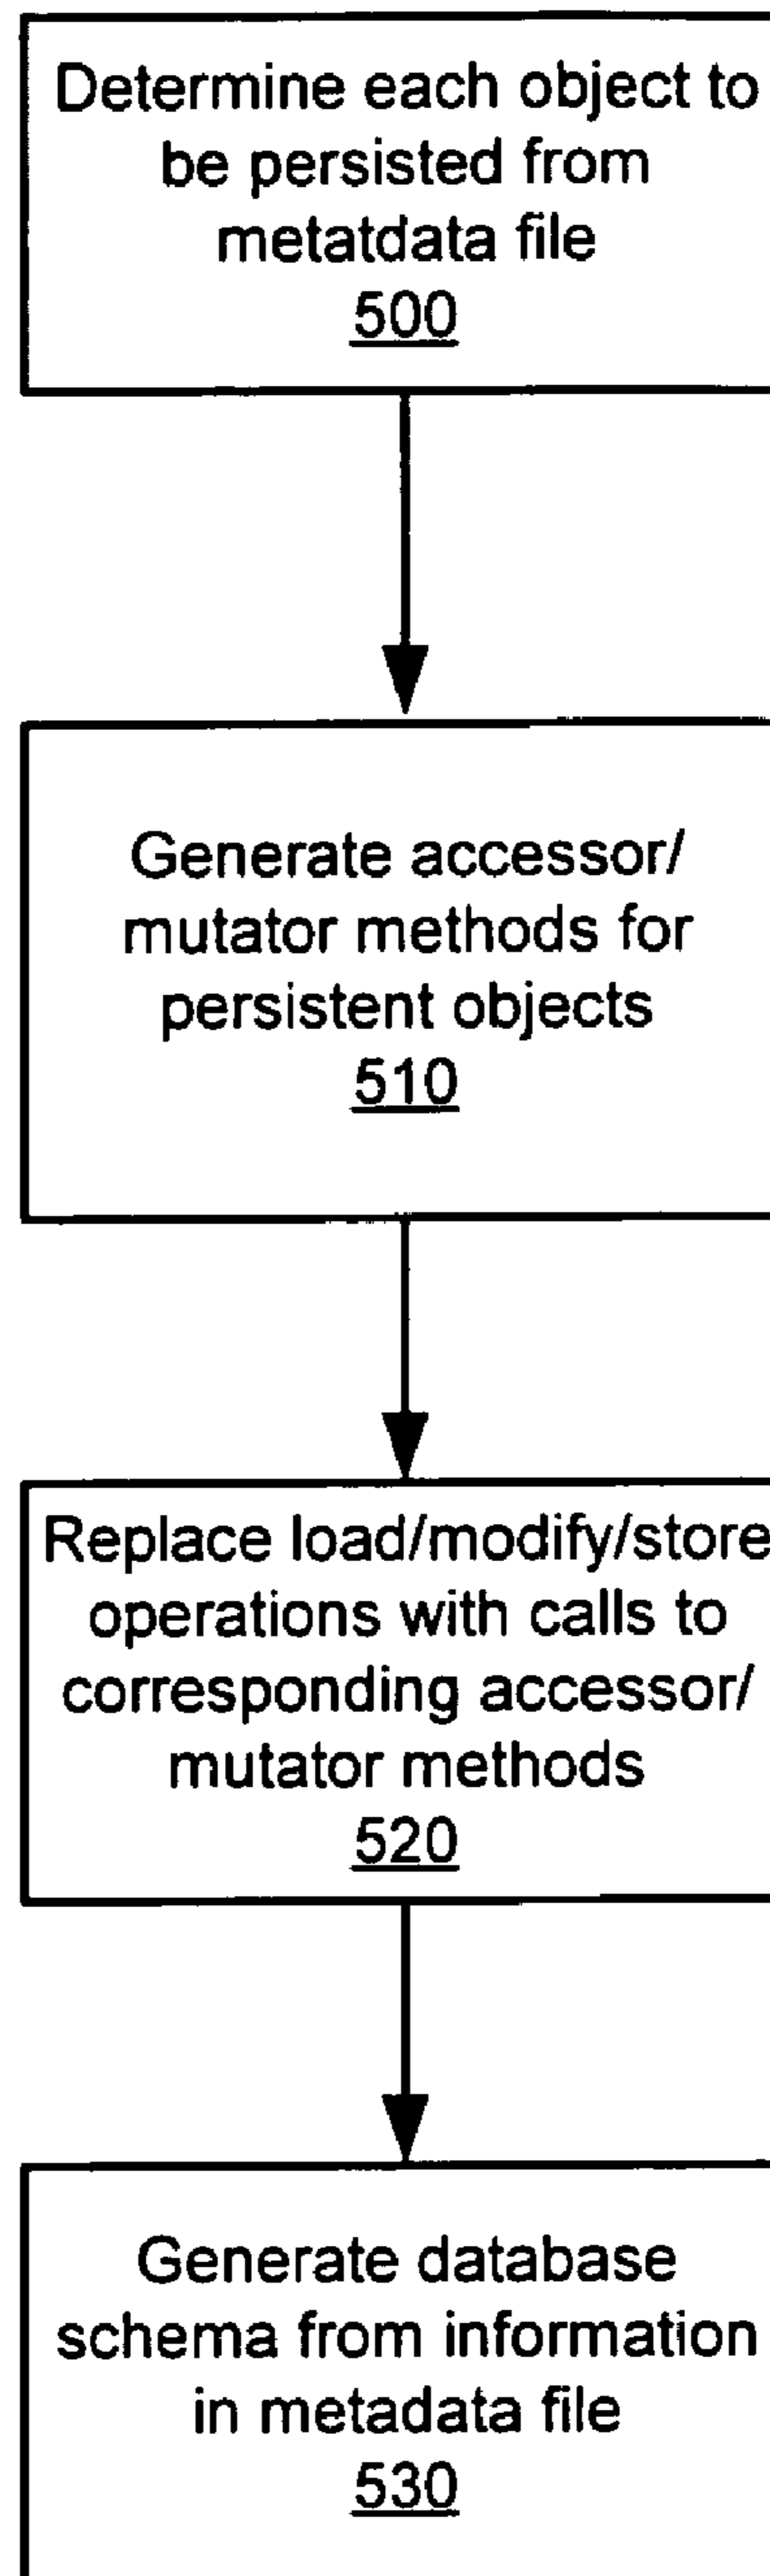 Determine each object to
be persisted from
metatdata file
500
Generate accessor/
mutator methods for
persistent objects
510
Replace load/modify/store
operations with calls to
corresponding accessor/
mutator methods
520
Generate database
schema from information
in metadata file
530